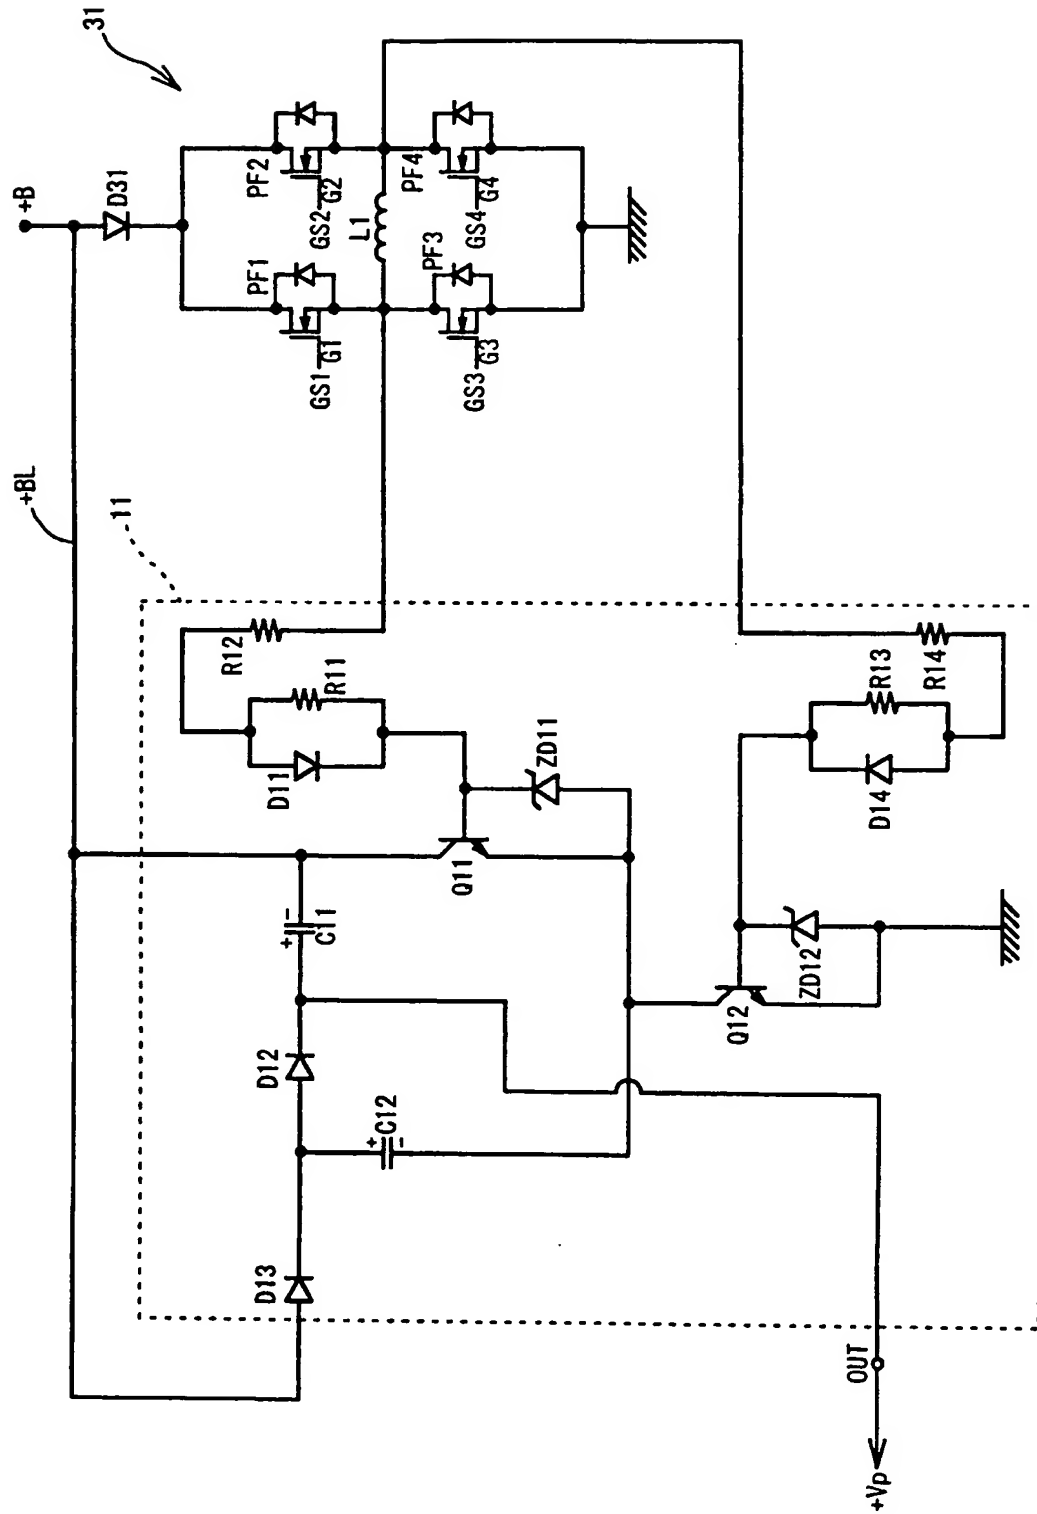 31
+B
D31
PF2
GS2
G2
PF1
GS1
G1
L1
PF4
GS4
G4
PF3
GS3
G3
+BL
11
R12
R11
D11
ZD11
Q11
C11
+
-
D12
C12
+
-
D13
R13
R14
D14
ZD12
Q12
OUT
+Vp